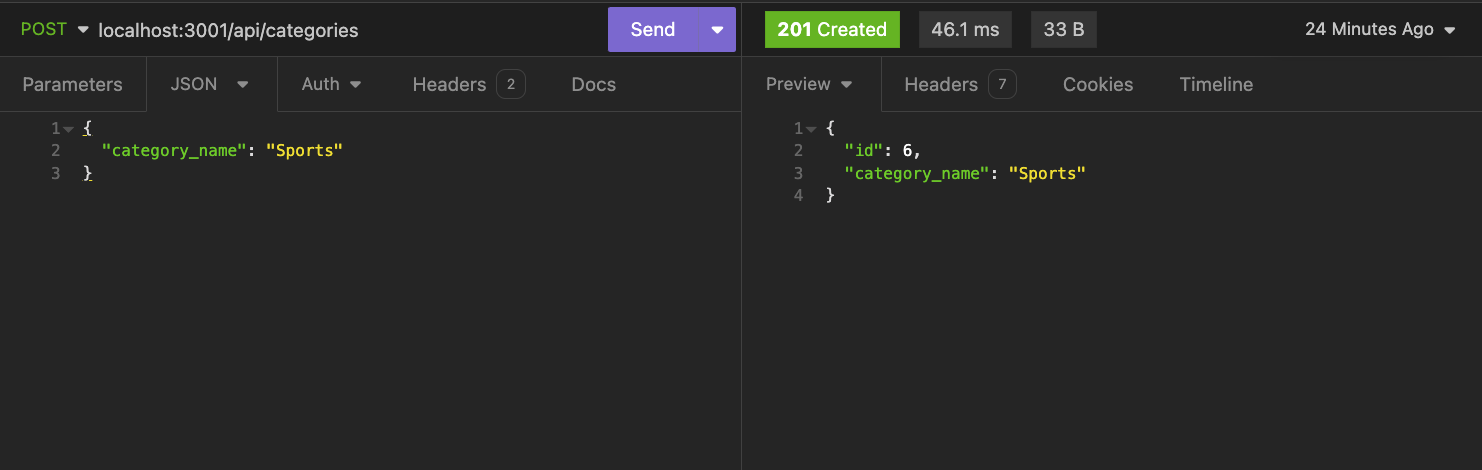 POST localhost:3001/api/categories Send 201 Created 46.1 ms 33 B 24 Minutes Ago
Parameters JSON Auth Headers 2 Docs Preview Headers 7 Cookies Timeline
1 {
2 "category_name": "Sports"
3 }
1 {
2 "id": 6,
3 "category_name": "Sports"
4 }